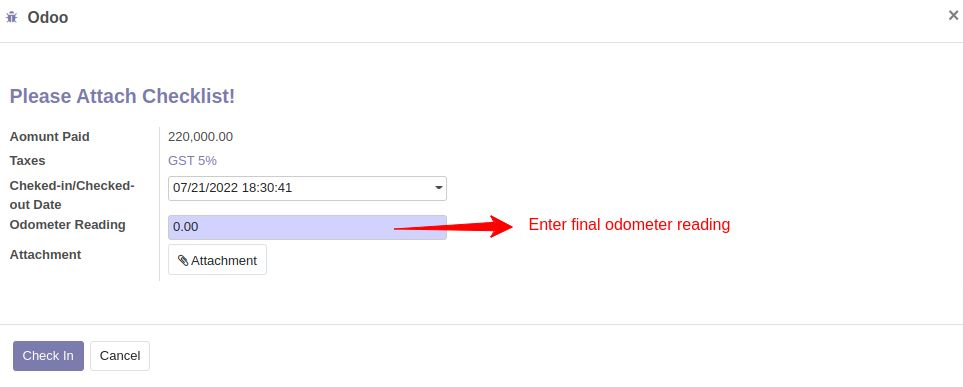 Odoo
×
Please Attach Checklist!
Aomunt Paid 220,000.00
Taxes GST 5%
Cheked-in/Checked-
out Date 07/21/2022 18:30:41
Odometer Reading 0.00 Enter final odometer reading
Attachment Attachment
Check In Cancel